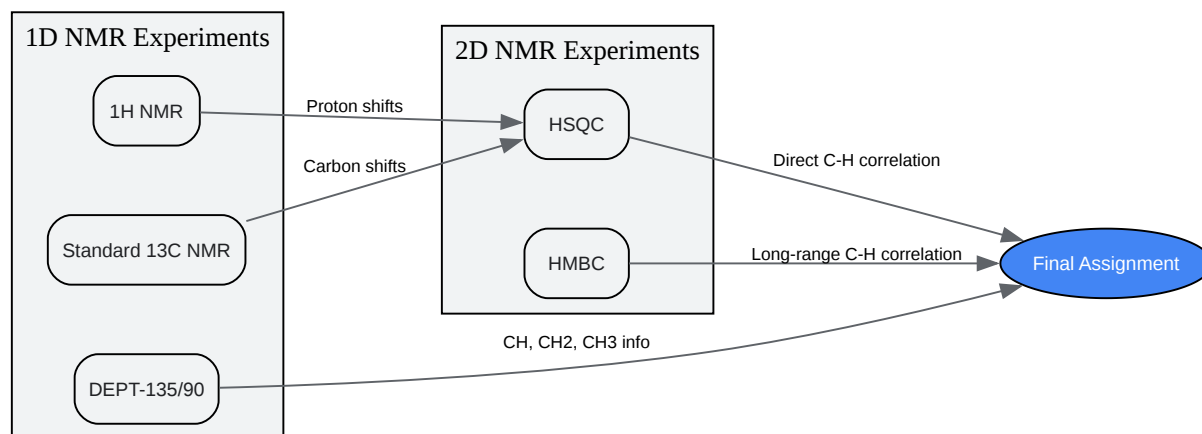 1D NMR Experiments
2D NMR Experiments
1H NMR
Proton shifts
HSQC
Carbon shifts
Direct C-H correlation
Standard 13C NMR
HMBC
Long-range C-H correlation
Final Assignment
CH, CH2, CH3 info
DEPT-135/90